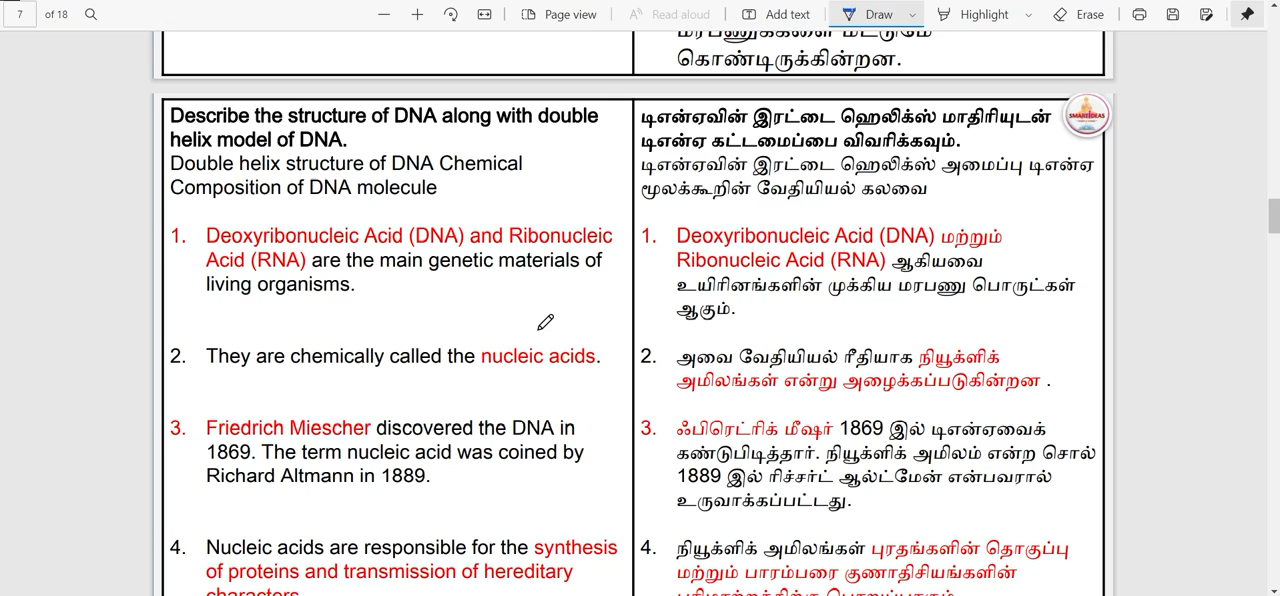 7 of 18 Page view Read aloud Add text Draw Highlight Erase
கொண்டிருக்கின்றன.
Describe the structure of DNA along with double
helix model of DNA.
Double helix structure of DNA Chemical
Composition of DNA molecule
1. Deoxyribonucleic Acid (DNA) and Ribonucleic
Acid (RNA) are the main genetic materials of
living organisms.
2. They are chemically called the nucleic acids.
3. Friedrich Miescher discovered the DNA in
1869. The term nucleic acid was coined by
Richard Altmann in 1889.
4. Nucleic acids are responsible for the synthesis
of proteins and transmission of hereditary
characters.
டிஎன்ஏவின் இரட்டை ஹெலிக்ஸ் மாதிரியுடன்
டிஎன்ஏ கட்டமைப்பை விவரிக்கவும்.
டிஎன்ஏவின் இரட்டை ஹெலிக்ஸ் அமைப்பு டிஎன்ஏ
மூலக்கூறின் வேதியியல் கலவை
1. Deoxyribonucleic Acid (DNA) மற்றும்
Ribonucleic Acid (RNA) ஆகியவை
உயிரினங்களின் முக்கிய மரபணு பொருட்கள்
ஆகும்.
2. அவை வேதியியல் ரீதியாக நியூக்ளிக்
அமிலங்கள் என்று அழைக்கப்படுகின்றன .
3. ஃபிரெட்ரிக் மீஷர் 1869 இல் டிஎன்ஏவைக்
கண்டுபிடித்தார். நியூக்ளிக் அமிலம் என்ற சொல்
1889 இல் ரிச்சர்ட் ஆல்ட்மேன் என்பவரால்
உருவாக்கப்பட்டது.
4. நியூக்ளிக் அமிலங்கள் புரதங்களின் தொகுப்பு
மற்றும் பாரம்பரை குணாதிசியங்களின்
SMARTIDEAS